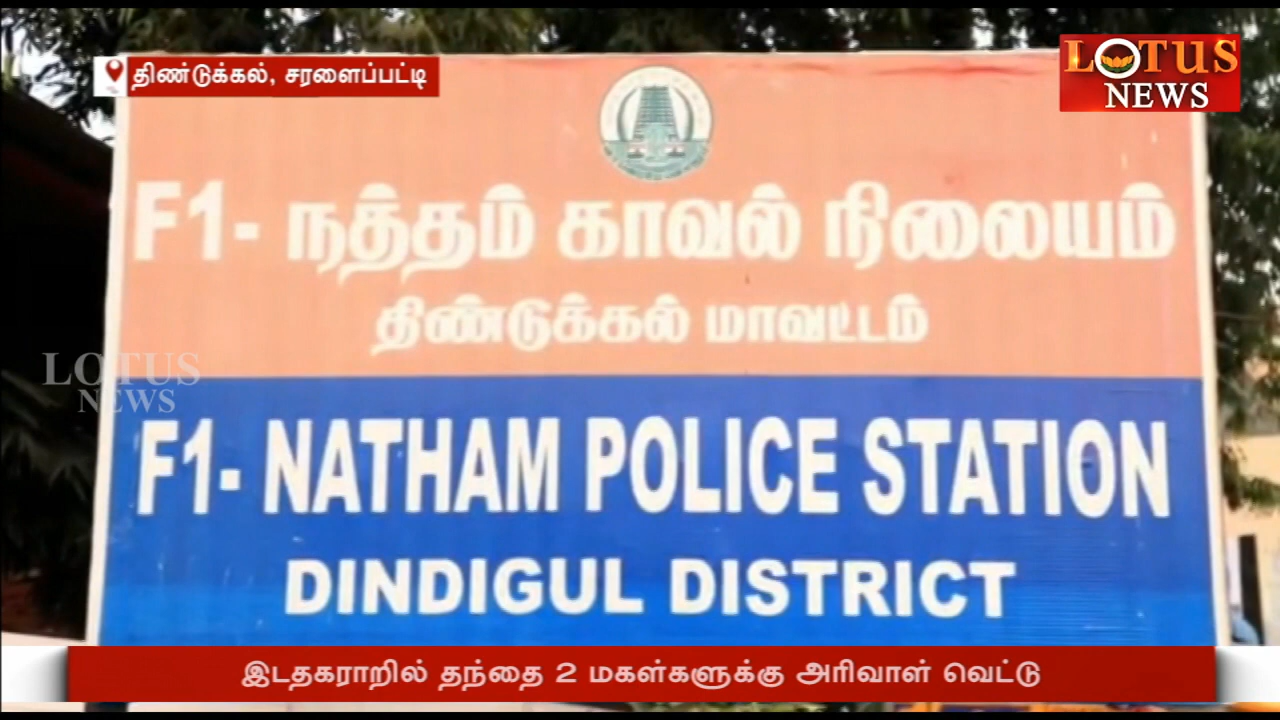 திண்டுக்கல், சரளைப்பட்டி
LOTUS
NEWS
F1- நத்தம் காவல் நிலையம்
திண்டுக்கல் மாவட்டம்
LOTUS
NEWS
F1- NATHAM POLICE STATION
DINDIGUL DISTRICT
இடதகராறில் தந்தை 2 மகள்களுக்கு அரிவாள் வெட்டு